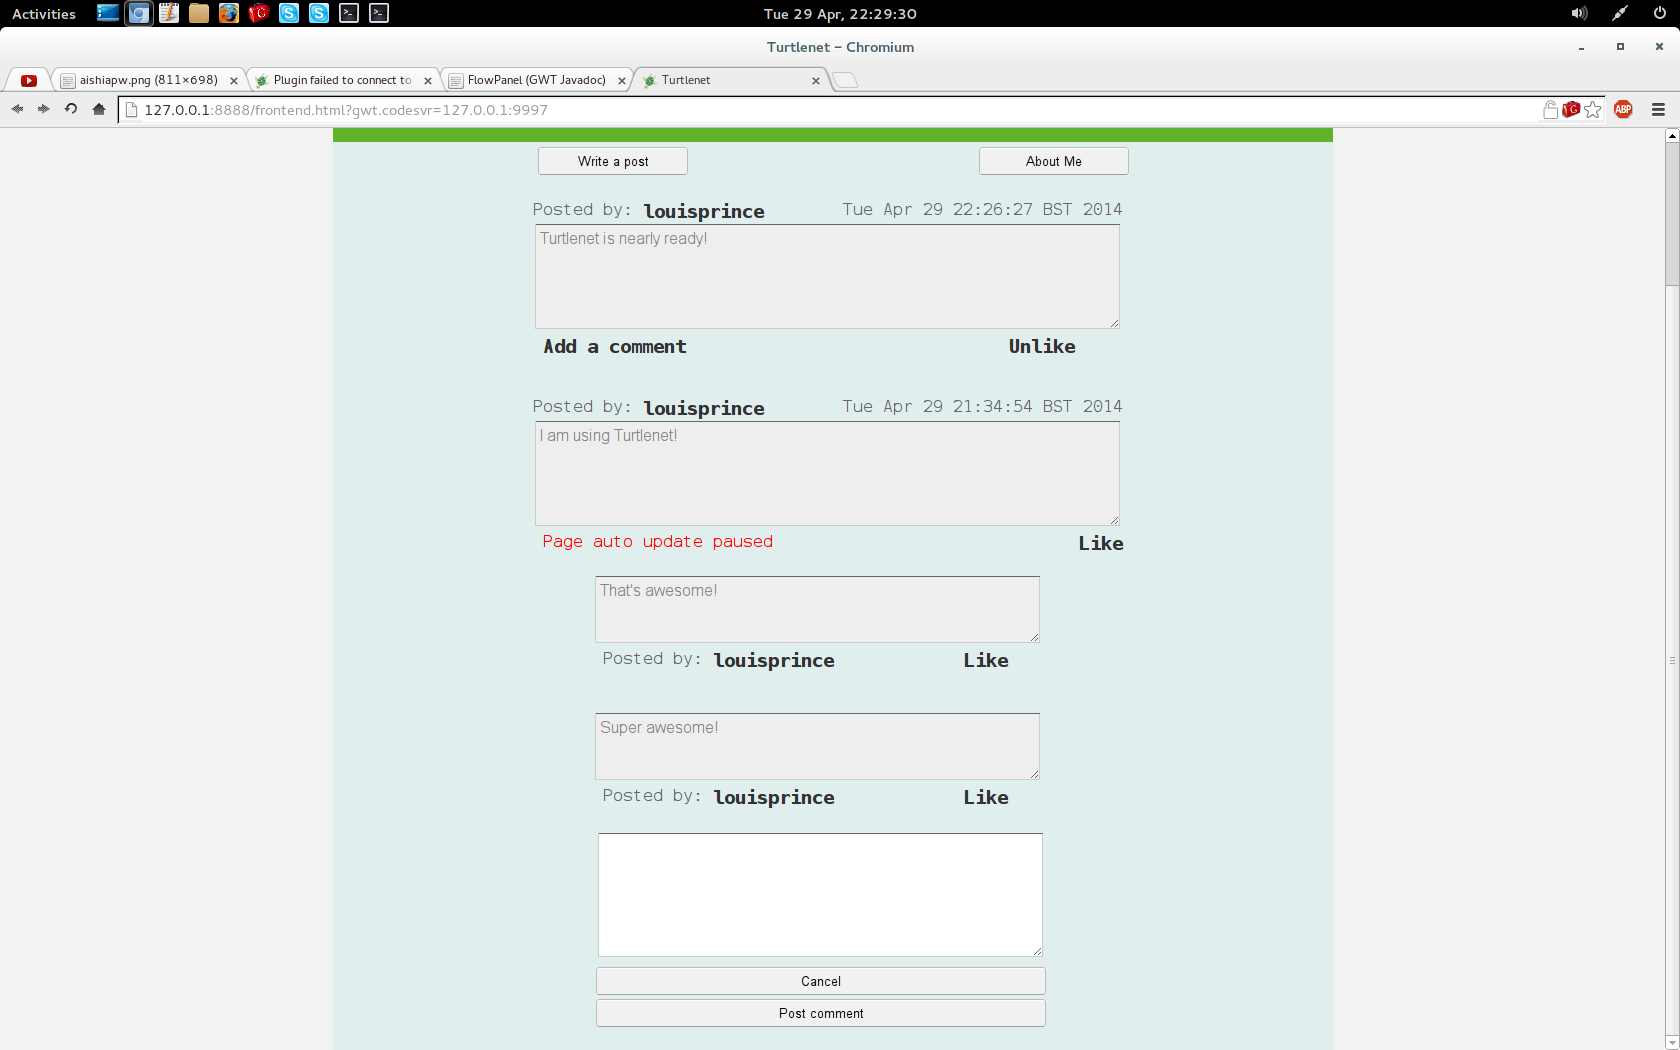 Activities
Tue 29 Apr, 22:29:30
Turtlenet - Chromium
aishiapw.png (811×698)
Plugin failed to connect to
FlowPanel (GWT Javadoc)
Turtlenet
127.0.0.1:8888/frontend.html?gwt.codesvr=127.0.0.1:9997
ABP
Write a post
About Me
Posted by: louisprince Tue Apr 29 22:26:27 BST 2014
Turtlenet is nearly ready!
Add a comment Unlike
Posted by: louisprince Tue Apr 29 21:34:54 BST 2014
I am using Turtlenet!
Page auto update paused Like
That's awesome!
Posted by: louisprince Like
Super awesome!
Posted by: louisprince Like
Cancel
Post comment